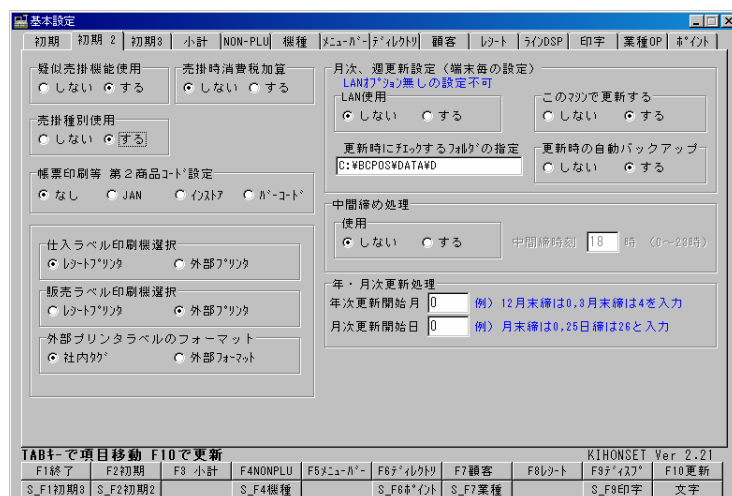 基本設定
初期 初期 2 初期3 小計 NON-PLU 機種 ﾒﾆｭｰﾊﾞｰ ﾃﾞｨﾚｸﾄﾘ 顧客 ﾚｼｰﾄ ﾗｲﾝDSP 印字 業種OP ﾎﾟｲﾝﾄ
疑似売掛機能使用
しない する
売掛時消費税加算
しない する
売掛種別使用
しない する
帳票印刷等 第２商品ｺｰﾄﾞ設定
なし JAN ｲﾝｽﾄｱ ﾊﾞｰｺｰﾄﾞ
仕入ラベル印刷機選択
ﾚｼｰﾄﾌﾟﾘﾝﾀ 外部ﾌﾟﾘﾝﾀ
販売ラベル印刷機選択
ﾚｼｰﾄﾌﾟﾘﾝﾀ 外部ﾌﾟﾘﾝﾀ
外部プリンタラベルのフォーマット
社内ﾀｸﾞ 外部ﾌｫｰﾏｯﾄ
月次、週更新設定（端末毎の設定）
LANｵﾌﾟｼｮﾝ無しの設定不可
LAN使用
しない する
このﾏｼﾝで更新する
しない する
更新時にﾁｪｯｸするﾌｫﾙﾀﾞの指定
C:¥BCPOS¥DATA¥D
更新時の自動バックアップ
しない する
中間締め処理
使用
しない する
中間締時刻 18 時 (0～23時)
年・月次更新処理
年次更新開始月 0 例）12月末締は0,3月末締は4を入力
月次更新開始日 0 例）月末締は0,25日締は26と入力
TABｷｰで項目移動 F10で更新 KIHONSET Ver 2.21
F1終了 F2初期 F3 小計 F4NONPLU F5ﾒﾆｭｰﾊﾞｰ F6ﾃﾞｨﾚｸﾄﾘ F7顧客 F8ﾚｼｰﾄ F9ﾃﾞｨｽﾌﾟ F10更新
S_F1初期3 S_F2初期2 S_F4機種 S_F6ﾎﾟｲﾝﾄ S_F7業種 S_F9印字 文字